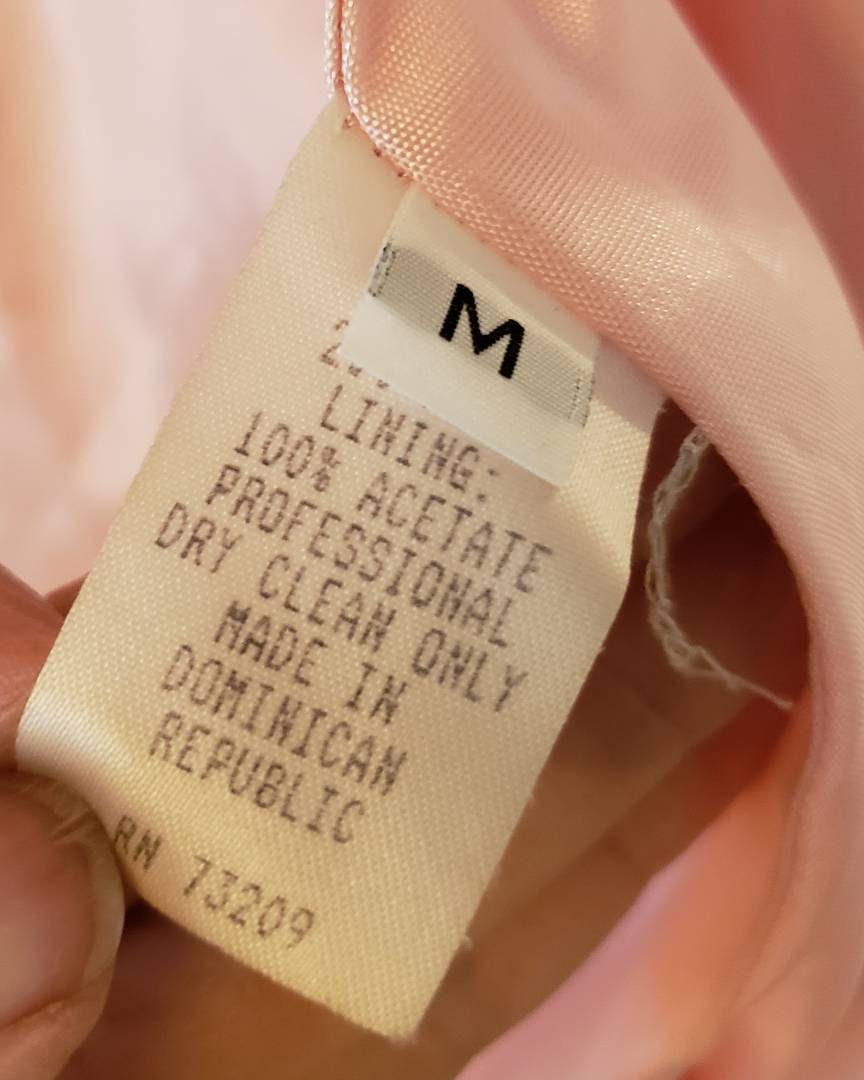 M
LINING:
100% ACETATE
PROFESSIONAL
DRY CLEAN ONLY
MADE IN
DOMINICAN
REPUBLIC
RN 73209